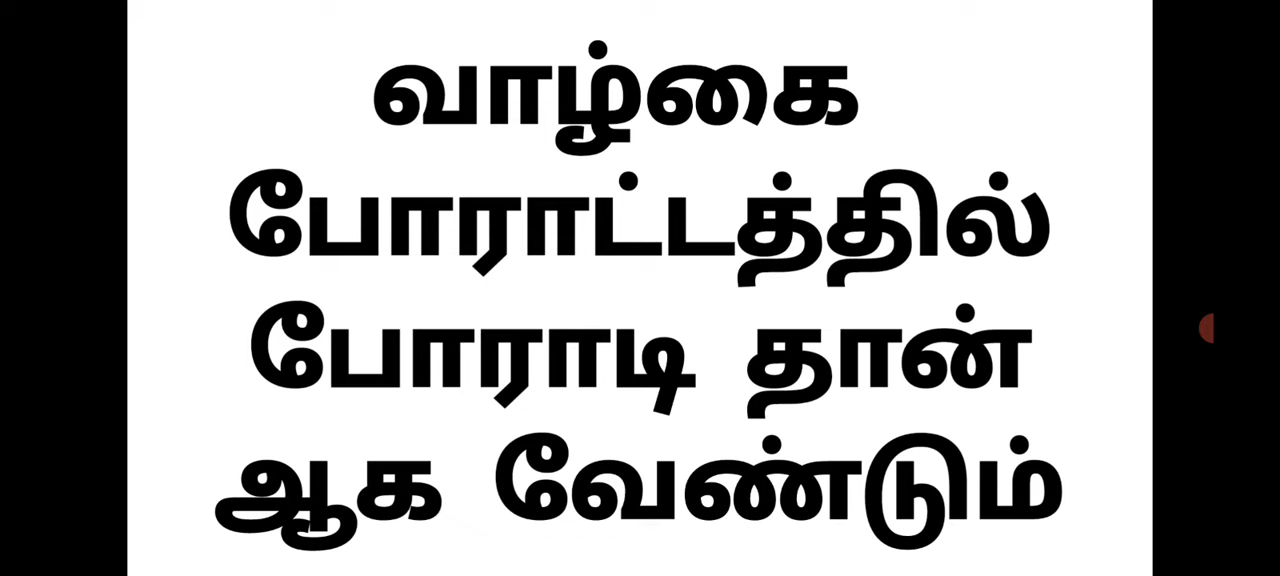 வாழ்கை
போராட்டத்தில்
போராடி தான்
ஆக வேண்டும்